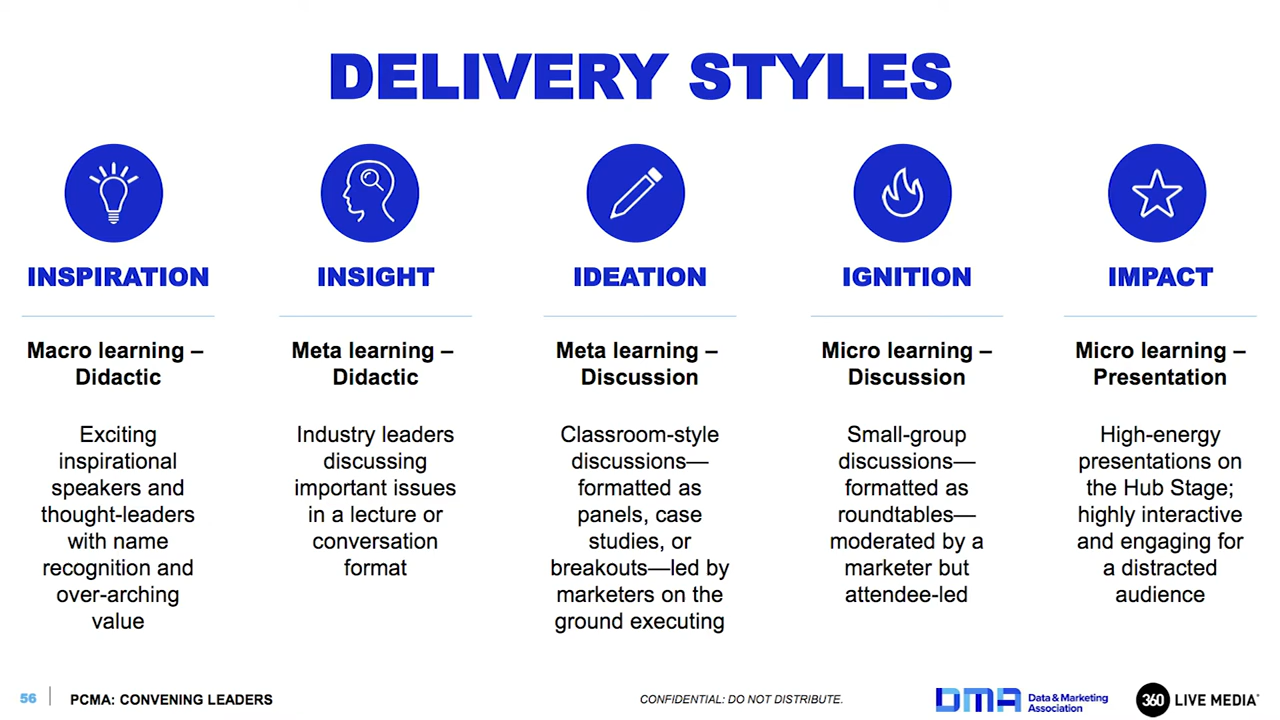 DELIVERY STYLES
INSPIRATION
Macro learning –
Didactic
Exciting
inspirational
speakers and
thought-leaders
with name
recognition and
over-arching
value
INSIGHT
Meta learning –
Didactic
Industry leaders
discussing
important issues
in a lecture or
conversation
format
IDEATION
Meta learning –
Discussion
Classroom-style
discussions—
formatted as
panels, case
studies, or
breakouts—led by
marketers on the
ground executing
IGNITION
Micro learning –
Discussion
Small-group
discussions—
formatted as
roundtables—
moderated by a
marketer but
attendee-led
IMPACT
Micro learning –
Presentation
High-energy
presentations on
the Hub Stage;
highly interactive
and engaging for
a distracted
audience
56
PCMA: CONVENING LEADERS
CONFIDENTIAL: DO NOT DISTRIBUTE.
DMA
Data & Marketing
Association
360 LIVE MEDIA